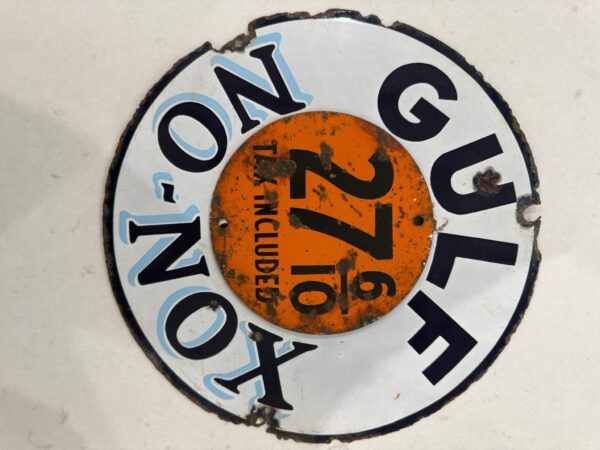 GULF
27 6/10
TAX INCLUDED
NO-NOX